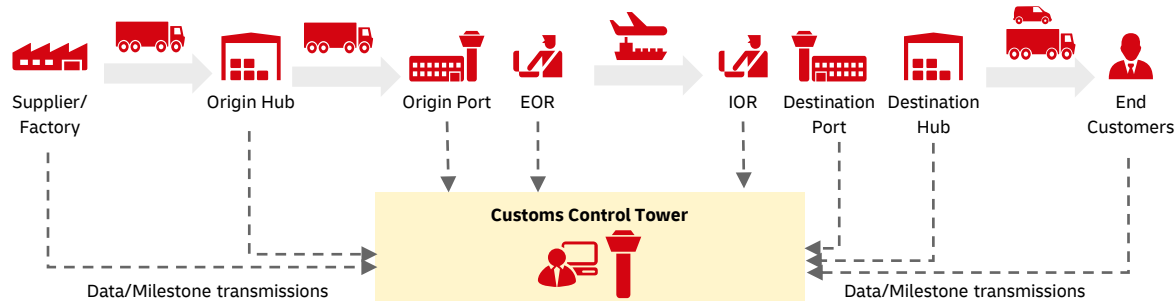 Supplier/
Factory
Origin Hub
Origin Port
EOR
IOR
Destination
Port
Destination
Hub
End
Customers
Customs Control Tower
Data/Milestone transmissions
Data/Milestone transmissions